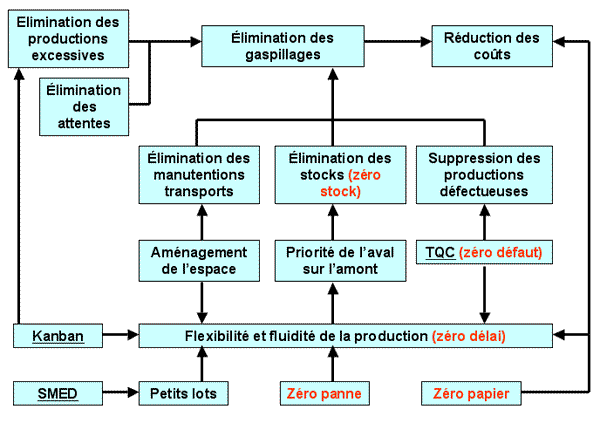 Elimination des
productions
excessives
Élimination des
gaspillages
Réduction des
coûts
Élimination
des
attentes
Élimination des
manutentions
transports
Élimination des
stocks (zéro
stock)
Suppression des
productions
défectueuses
Aménagement
de l'espace
Priorité de l'aval
sur l'amont
TQC (zéro défaut)
Kanban
Flexibilité et fluidité de la production (zéro délai)
SMED
Petits lots
Zéro panne
Zéro papier